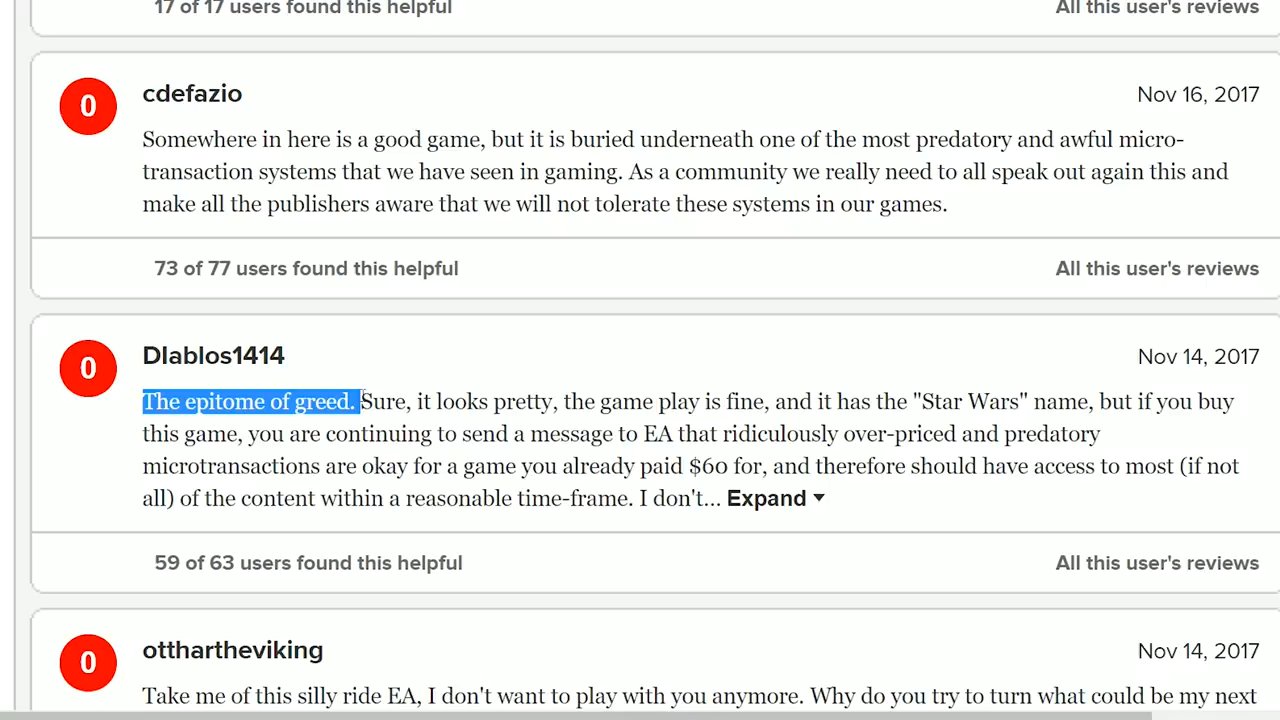 17 of 17 users found this helpful
All this user's reviews
0
cdefazio
Nov 16, 2017
Somewhere in here is a good game, but it is buried underneath one of the most predatory and awful micro-
transaction systems that we have seen in gaming. As a community we really need to all speak out again this and
make all the publishers aware that we will not tolerate these systems in our games.
73 of 77 users found this helpful
All this user's reviews
0
DIablos1414
Nov 14, 2017
The epitome of greed. Sure, it looks pretty, the game play is fine, and it has the "Star Wars" name, but if you buy
this game, you are continuing to send a message to EA that ridiculously over-priced and predatory
microtransactions are okay for a game you already paid $60 for, and therefore should have access to most (if not
all) of the content within a reasonable time-frame. I don't... Expand
59 of 63 users found this helpful
All this user's reviews
0
otthartheviking
Nov 14, 2017
Take me of this silly ride EA, I don't want to play with you anymore. Why do you try to turn what could be my next